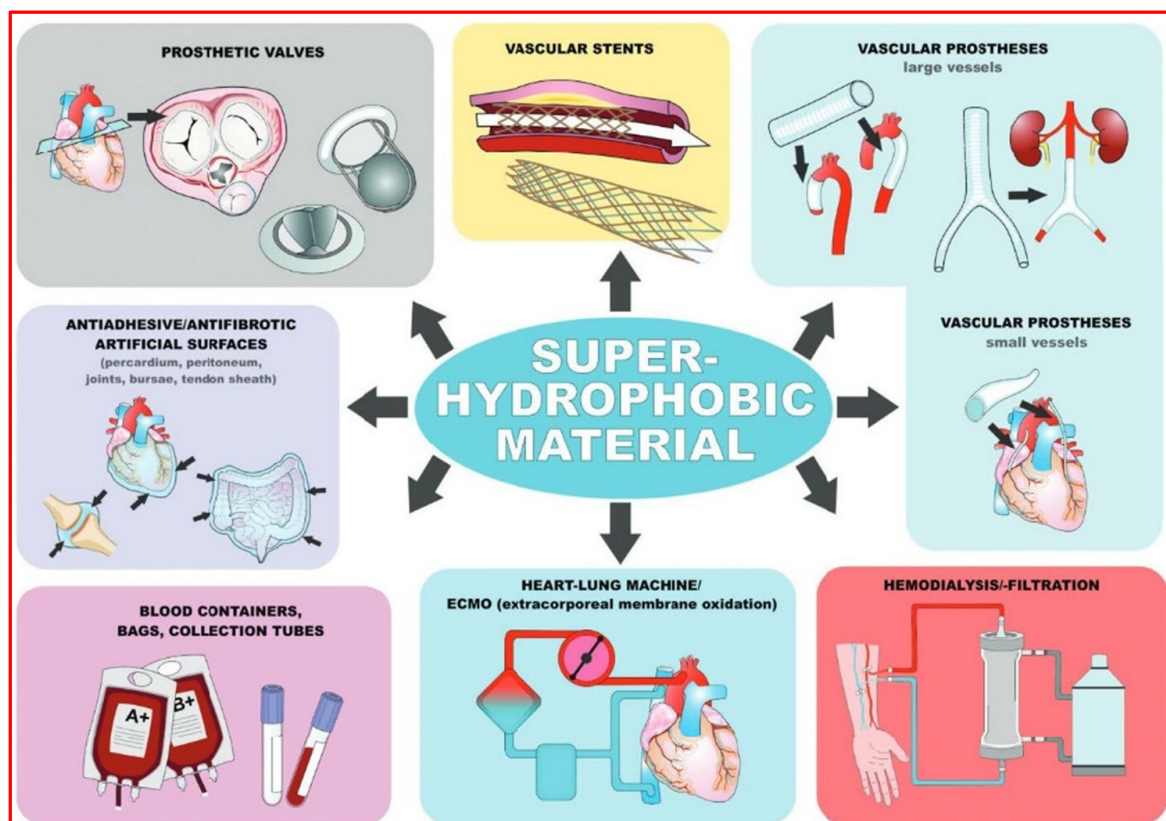 PROSTHETIC VALVES
VASCULAR STENTS
VASCULAR PROSTHESES
large vessels
ANTIADHESIVE/ANTIFIBROTIC
ARTIFICIAL SURFACES
(percardium, peritoneum,
joints, bursae, tendon sheath)
SUPER-
HYDROPHOBIC
MATERIAL
VASCULAR PROSTHESES
small vessels
BLOOD CONTAINERS,
BAGS, COLLECTION TUBES
A+
B+
HEART-LUNG MACHINE/
ECMO (extracorporeal membrane oxidation)
HEMODIALYSIS/-FILTRATION